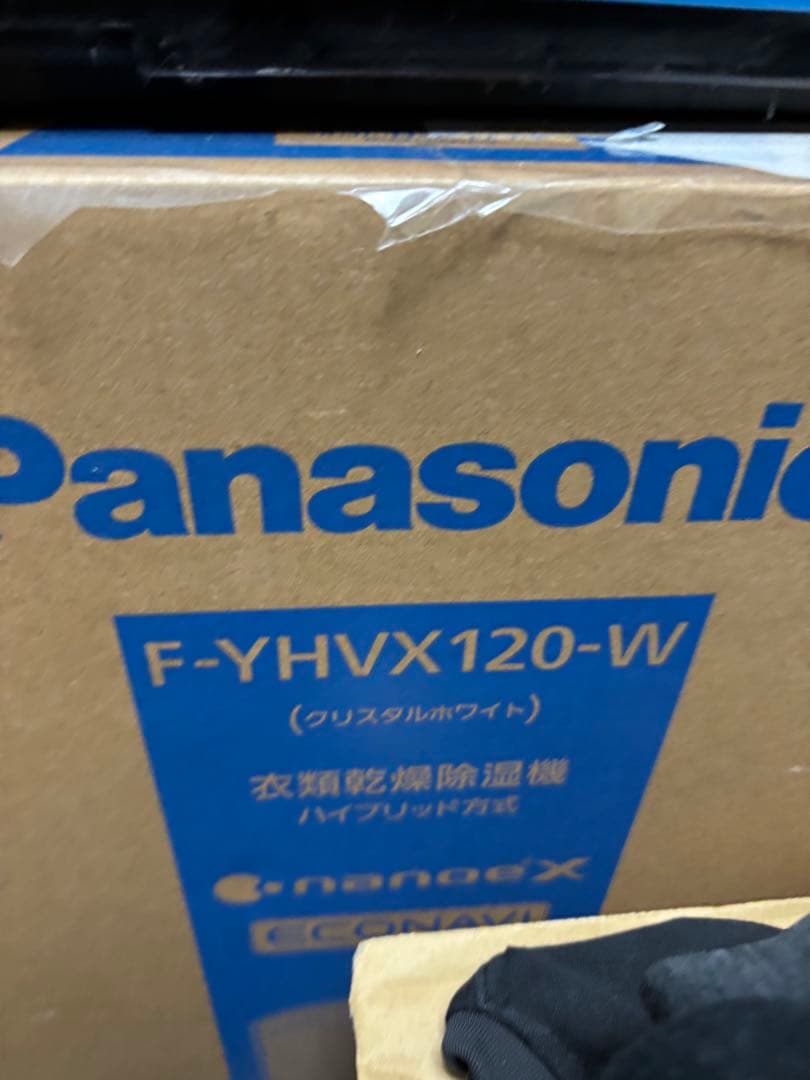 Panasonic
F-YHVX120-W
(クリスタルホワイト)
衣類乾燥除湿機
ハイブリッド方式
nanoe X
ECONAVI